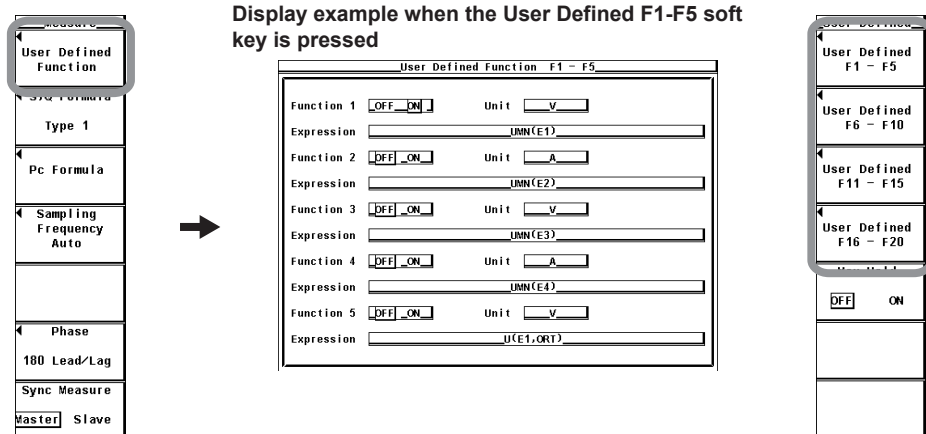 Display example when the User Defined F1-F5 soft
key is pressed
Measure
User Defined
Function
S/Q Formula
Type 1
Pc Formula
Sampling
Frequency
Auto
Phase
180 Lead/Lag
Sync Measure
Master Slave
User Defined Function F1 - F5
Function 1 OFF ON Unit V
Expression UMN(E1)
Function 2 OFF ON Unit A
Expression UMN(E2)
Function 3 OFF ON Unit V
Expression UMN(E3)
Function 4 OFF ON Unit A
Expression UMN(E4)
Function 5 OFF ON Unit V
Expression U(E1,ORT)
User Defined
User Defined
F1 - F5
User Defined
F6 - F10
User Defined
F11 - F15
User Defined
F16 - F20
OFF ON